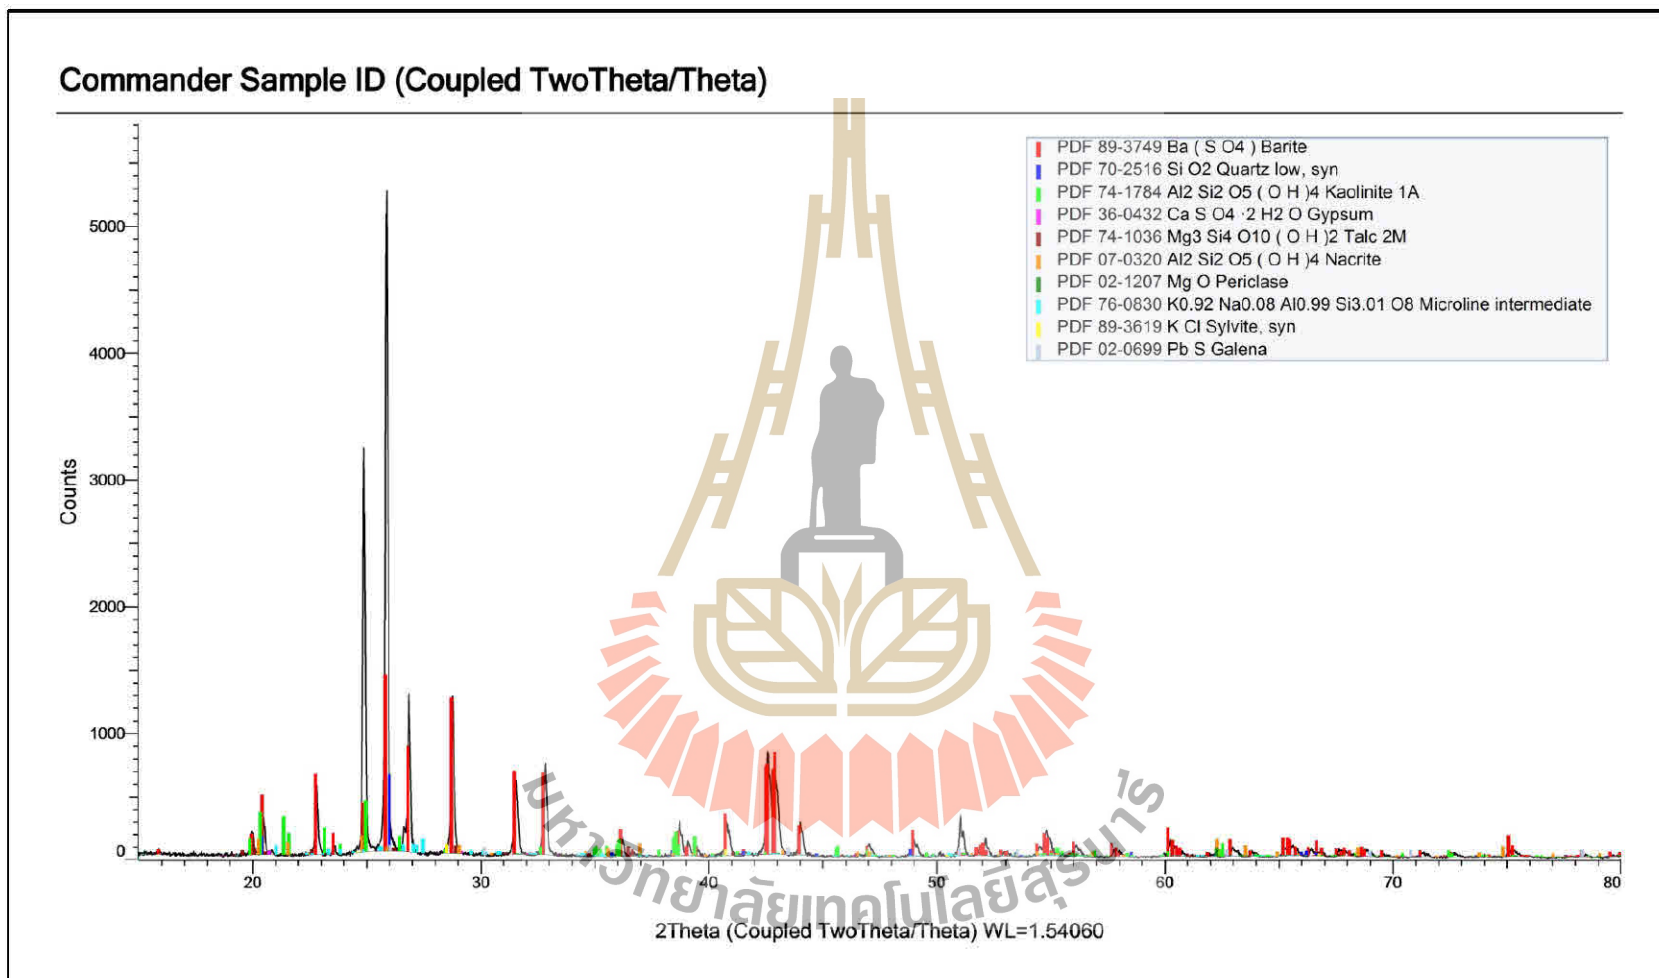 Commander Sample ID (Coupled TwoTheta/Theta)
PDF 89-3749 Ba ( S O4 ) Barite
PDF 70-2516 Si O2 Quartz low, syn
PDF 74-1784 Al2 Si2 O5 ( O H )4 Kaolinite 1A
PDF 36-0432 Ca S O4 ·2 H2 O Gypsum
PDF 74-1036 Mg3 Si4 O10 ( O H )2 Talc 2M
PDF 07-0320 Al2 Si2 O5 ( O H )4 Nacrite
PDF 02-1207 Mg O Periclase
PDF 76-0830 K0.92 Na0.08 Al0.99 Si3.01 O8 Microline intermediate
PDF 89-3619 K Cl Sylvite, syn
PDF 02-0699 Pb S Galena
5000
4000
3000
2000
1000
0
Counts
20 30 40 50 60 70 80
มหาวิทยาลัยเทคโนโลยีสุรนารี
2Theta (Coupled TwoTheta/Theta) WL=1.54060